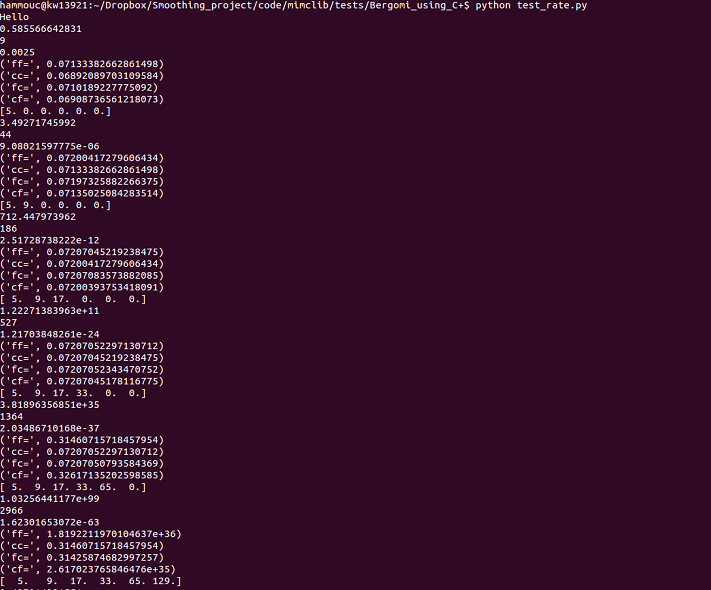 hammouc@kw13921:~/Dropbox/Smoothing_project/code/mimclib/tests/Bergomi_using_C+$ python test_rate.py
Hello
0.585566642831
9
0.0025
('ff=', 0.07133382662861498)
('cc=', 0.06892089703109584)
('fc=', 0.0710189227775092)
('cf=', 0.06908736561218073)
[5. 0. 0. 0. 0. 0.]
3.49271745992
44
9.08021597775e-06
('ff=', 0.07200417279606434)
('cc=', 0.07133382662861498)
('fc=', 0.07197325882266375)
('cf=', 0.07135025084283514)
[5. 9. 0. 0. 0. 0.]
712.447973962
186
2.51728738222e-12
('ff=', 0.07207045219238475)
('cc=', 0.07200417279606434)
('fc=', 0.07207083573882085)
('cf=', 0.07200393753418091)
[ 5.  9. 17.  0.  0.  0.]
1.22271383963e+11
527
1.21703848261e-24
('ff=', 0.07207052297130712)
('cc=', 0.07207045219238475)
('fc=', 0.07207052343470752)
('cf=', 0.07207045178116775)
[ 5.  9. 17. 33.  0.  0.]
3.81896356851e+35
1364
2.03486710168e-37
('ff=', 0.31460715718457954)
('cc=', 0.07207052297130712)
('fc=', 0.07207050793584369)
('cf=', 0.32617135202598585)
[ 5.  9. 17. 33. 65.  0.]
1.03256441177e+99
2966
1.62301653072e-63
('ff=', 1.8192211970104637e+36)
('cc=', 0.31460715718457954)
('fc=', 0.31425874682997257)
('cf=', 2.617023765846476e+35)
[  5.   9.  17.  33.  65. 129.]